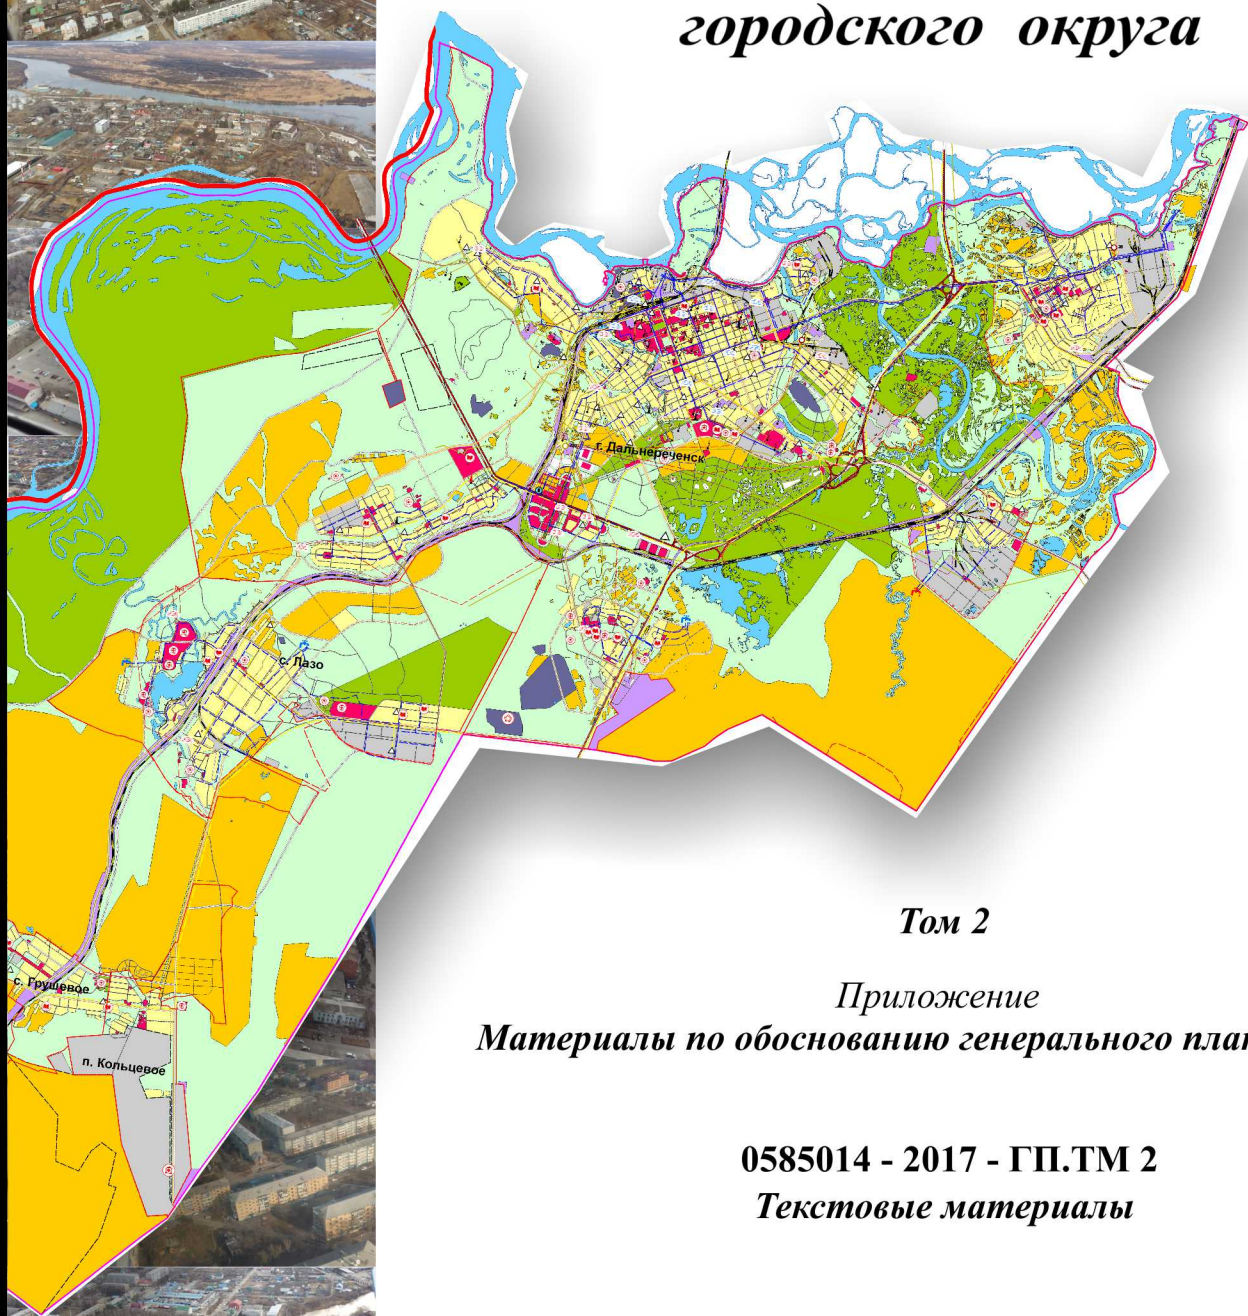 городского округа
г. Дальнереченск
с. Лазо
с. Грушевое
п. Кольцевое
Том 2
Приложение
Материалы по обоснованию генерального пла
0585014 - 2017 - ГП.ТМ 2
Текстовые материалы